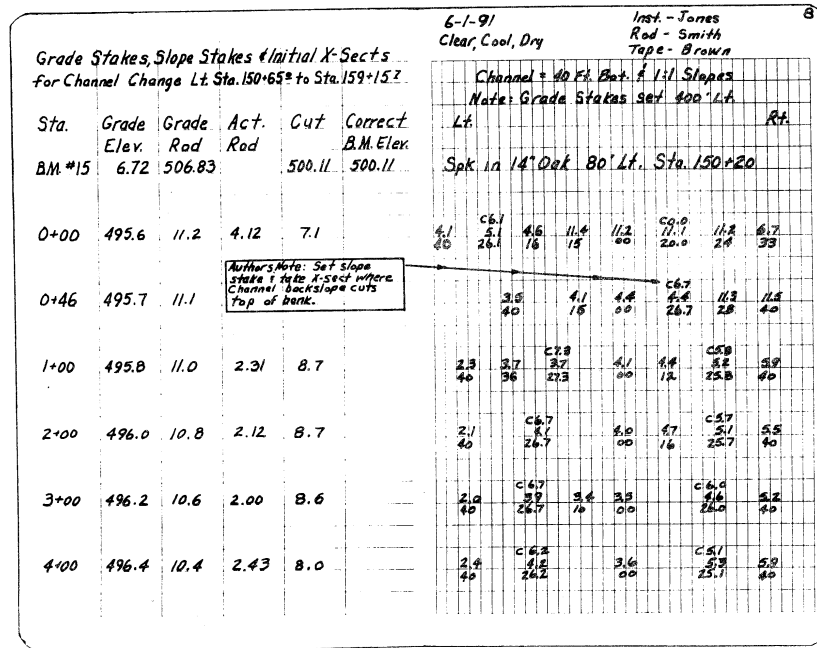 8
6-1-91
Clear, Cool, Dry
Inst. - Jones
Rod - Smith
Tape - Brown
Grade Stakes, Slope Stakes & Initial X-Sects
for Channel Change Lt. Sta. 150+65⁸ to Sta. 159+15²
Channel = 40 Ft. Bot. & 1:1 Slopes
Note: Grade Stakes set 400' Lt.
Sta. Grade Grade Act. Cut Correct Lt. Rt.
Elev. Rod Rod B.M. Elev.
B.M. #15 6.72 506.83 500.11 500.11 Spk in 14" Oak 80' Lt. Sta. 150+20
C6.1 C0.0
0+00 495.6 11.2 4.12 7.1 4.1 5.1 4.6 11.4 11.2 11.1 11.2 6.7
40 26.1 16 15 00 20.0 24 33
Authors Note: Set slope
stake & take X-sect where
Channel backslope cuts
top of bank.
C6.7
0+46 495.7 11.1 3.5 4.1 4.4 4.4 11.3 11.5
40 15 00 26.7 28 40
C7.3 C5.8
1+00 495.8 11.0 2.31 8.7 2.3 3.7 3.7 4.1 4.4 5.2 5.9
40 36 27.3 00 12 25.8 40
C6.7 C5.7
2+00 496.0 10.8 2.12 8.7 2.1 4.1 4.0 4.7 5.1 5.5
40 26.7 00 16 25.7 40
C6.7 C6.0
3+00 496.2 10.6 2.00 8.6 2.0 3.9 3.4 3.5 4.6 5.2
40 26.7 10 00 26.0 40
C6.2 C5.1
4+00 496.4 10.4 2.43 8.0 2.4 4.2 3.6 5.3 5.9
40 26.2 00 25.1 40